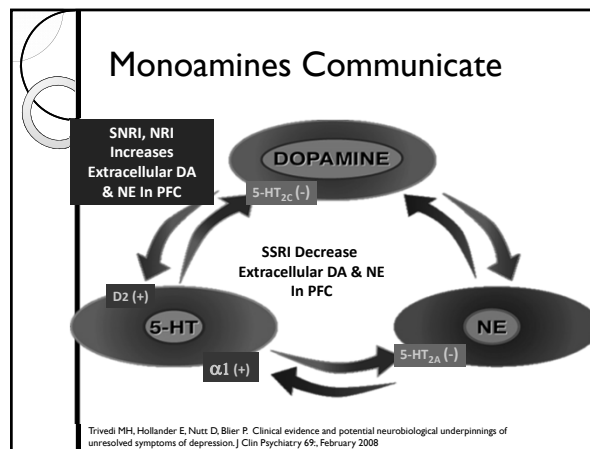 Monoamines Communicate
SNRI, NRI
Increases
Extracellular DA
& NE In PFC
DOPAMINE
5-HT2C (-)
SSRI Decrease
Extracellular DA & NE
In PFC
D2 (+)
5-HT
NE
5-HT2A (-)
α1 (+)
Trivedi MH, Hollander E, Nutt D, Blier P. Clinical evidence and potential neurobiological underpinnings of
unresolved symptoms of depression. J Clin Psychiatry 69:, February 2008